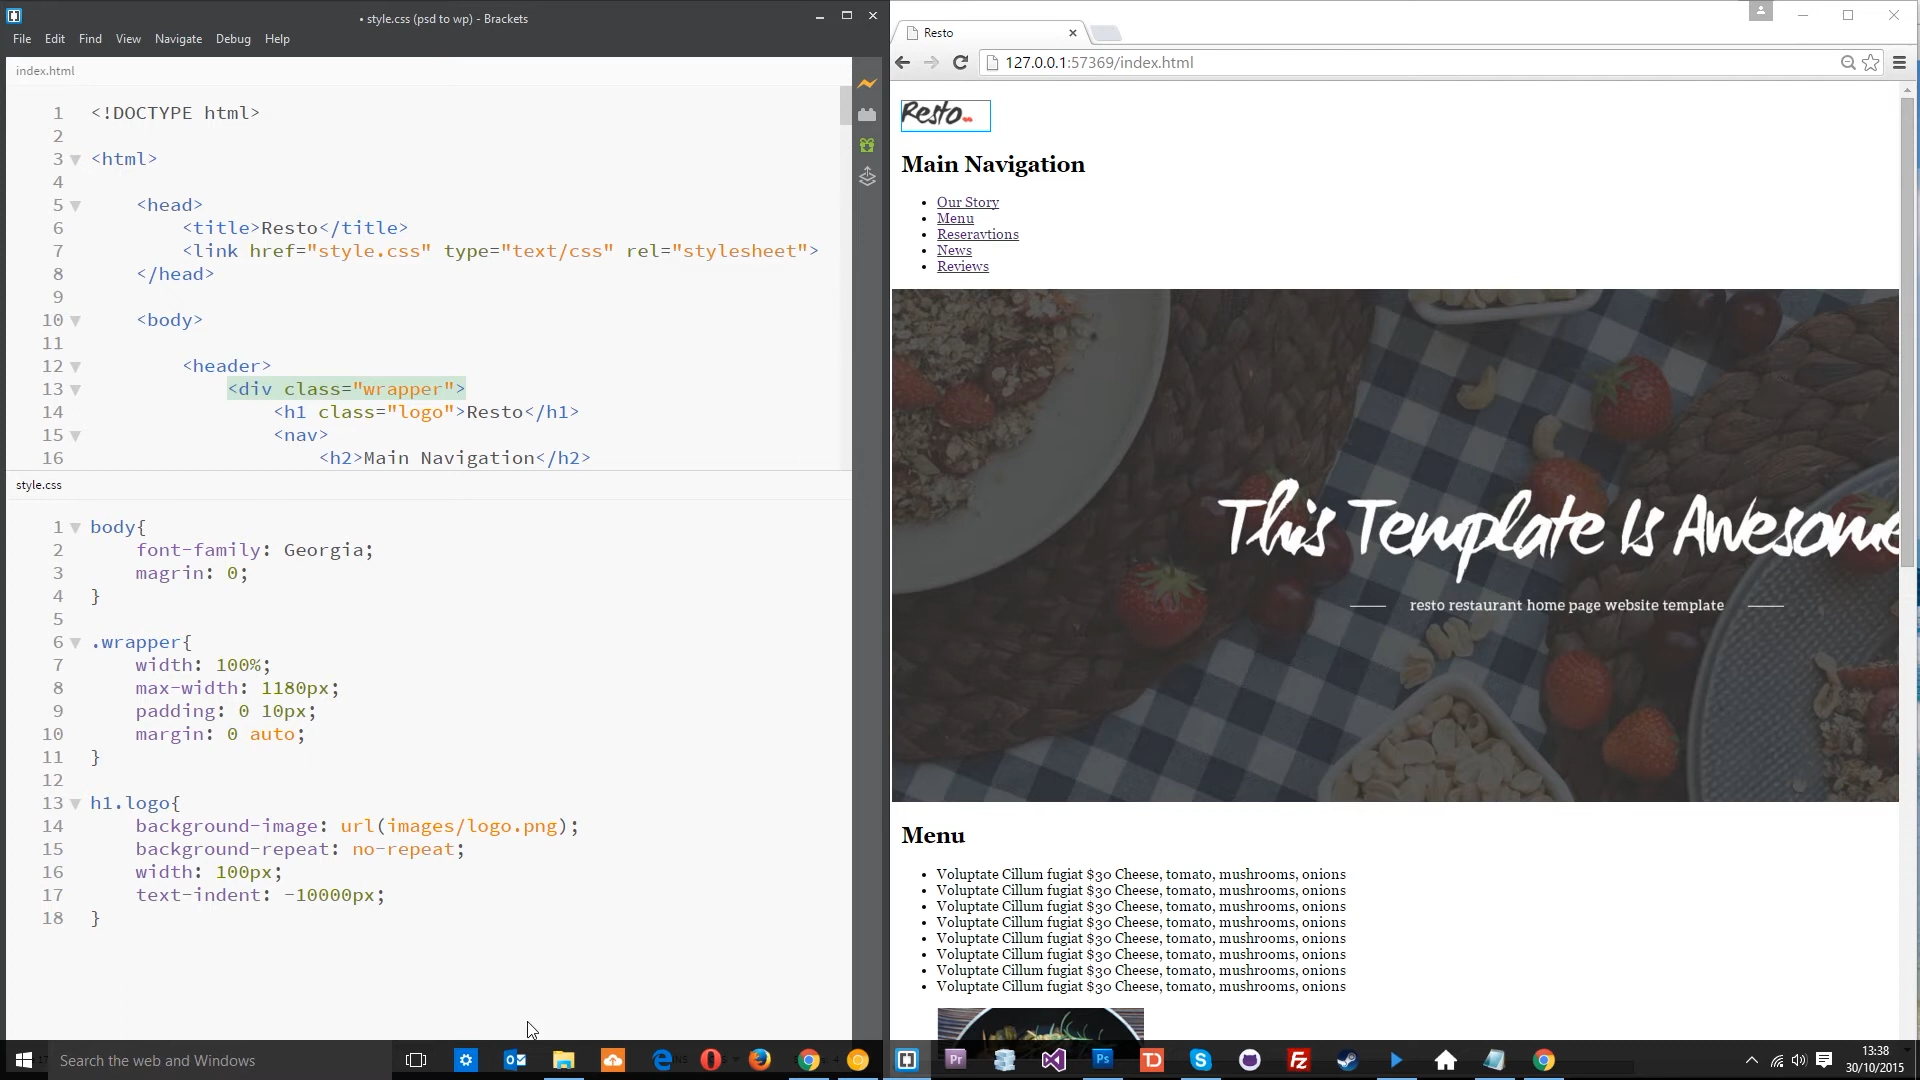 • style.css (psd to wp) - Brackets
File Edit Find View Navigate Debug Help
index.html
1 <!DOCTYPE html>
2
3 <html>
4
5 <head>
6 <title>Resto</title>
7 <link href="style.css" type="text/css" rel="stylesheet">
8 </head>
9
10 <body>
11
12 <header>
13 <div class="wrapper">
14 <h1 class="logo">Resto</h1>
15 <nav>
16 <h2>Main Navigation</h2>
style.css
1 body{
2 font-family: Georgia;
3 magrin: 0;
4 }
5
6 .wrapper{
7 width: 100%;
8 max-width: 1180px;
9 padding: 0 10px;
10 margin: 0 auto;
11 }
12
13 h1.logo{
14 background-image: url(images/logo.png);
15 background-repeat: no-repeat;
16 width: 100px;
17 text-indent: -10000px;
18 }
Resto
127.0.0.1:57369/index.html
Resto
Main Navigation
• Our Story
• Menu
• Reseravtions
• News
• Reviews
This Template Is Awesome
resto restaurant home page website template
Menu
• Voluptate Cillum fugiat $30 Cheese, tomato, mushrooms, onions
• Voluptate Cillum fugiat $30 Cheese, tomato, mushrooms, onions
• Voluptate Cillum fugiat $30 Cheese, tomato, mushrooms, onions
• Voluptate Cillum fugiat $30 Cheese, tomato, mushrooms, onions
• Voluptate Cillum fugiat $30 Cheese, tomato, mushrooms, onions
• Voluptate Cillum fugiat $30 Cheese, tomato, mushrooms, onions
• Voluptate Cillum fugiat $30 Cheese, tomato, mushrooms, onions
• Voluptate Cillum fugiat $30 Cheese, tomato, mushrooms, onions
Search the web and Windows
Pr
Ps
TD
13:38
30/10/2015